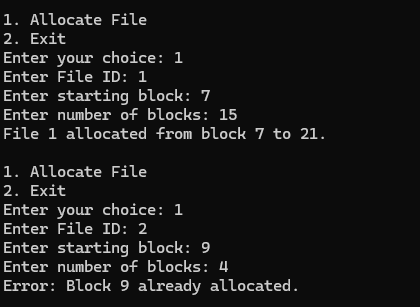 1. Allocate File
2. Exit
Enter your choice: 1
Enter File ID: 1
Enter starting block: 7
Enter number of blocks: 15
File 1 allocated from block 7 to 21.
1. Allocate File
2. Exit
Enter your choice: 1
Enter File ID: 2
Enter starting block: 9
Enter number of blocks: 4
Error: Block 9 already allocated.